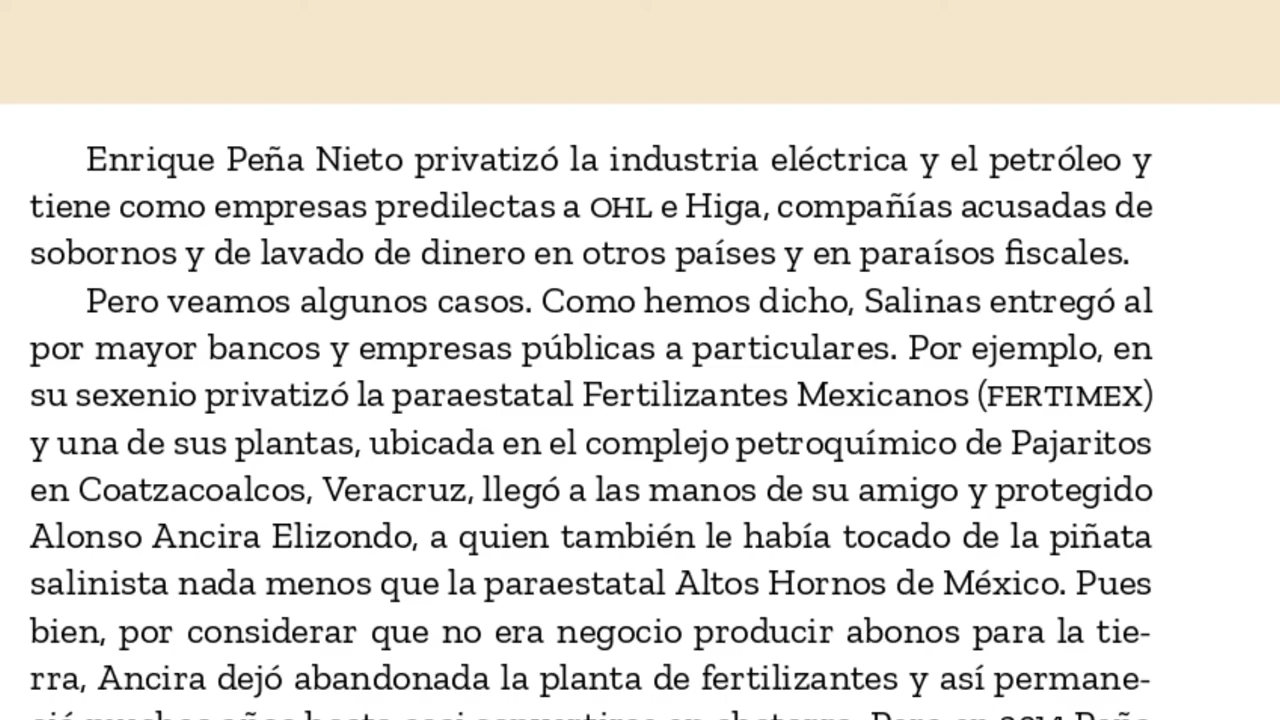 Enrique Peña Nieto privatizó la industria eléctrica y el petróleo y
tiene como empresas predilectas a OHL e Higa, compañías acusadas de
sobornos y de lavado de dinero en otros países y en paraísos fiscales.
Pero veamos algunos casos. Como hemos dicho, Salinas entregó al
por mayor bancos y empresas públicas a particulares. Por ejemplo, en
su sexenio privatizó la paraestatal Fertilizantes Mexicanos (FERTIMEX)
y una de sus plantas, ubicada en el complejo petroquímico de Pajaritos
en Coatzacoalcos, Veracruz, llegó a las manos de su amigo y protegido
Alonso Ancira Elizondo, a quien también le había tocado de la piñata
salinista nada menos que la paraestatal Altos Hornos de México. Pues
bien, por considerar que no era negocio producir abonos para la tie-
rra, Ancira dejó abandonada la planta de fertilizantes y así permane-